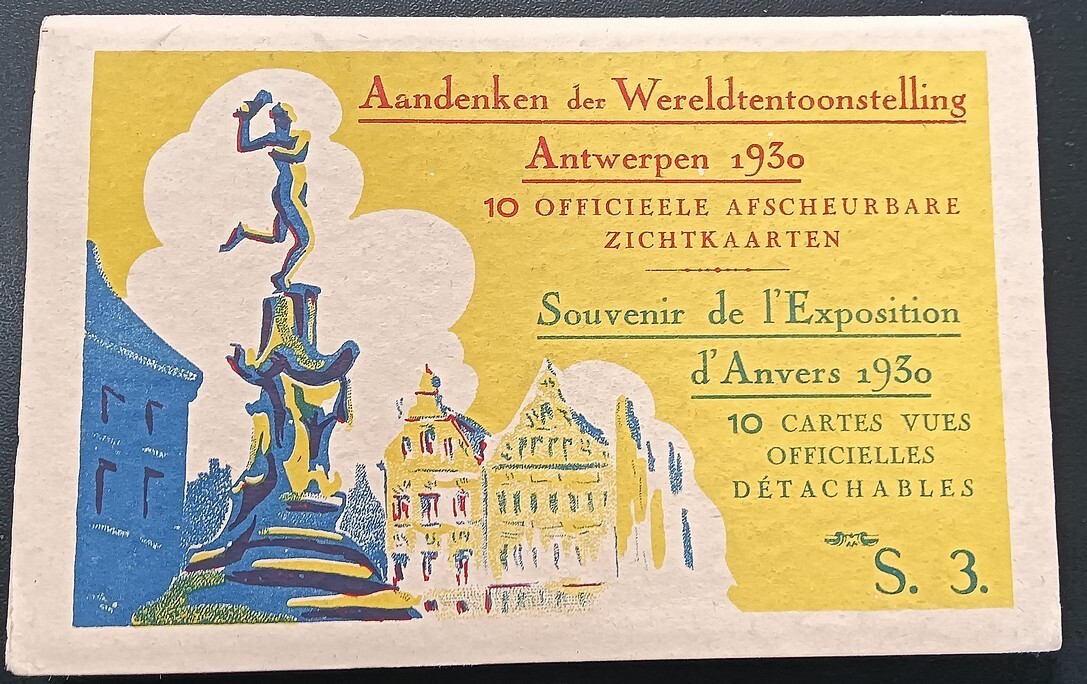 Aandenken der Wereldtentoonstelling
Antwerpen 1930
10 OFFICIEELE AFSCHEURBARE
ZICHTKAARTEN
Souvenir de l'Exposition
d'Anvers 1930
10 CARTES VUES
OFFICIELLES
DÉTACHABLES
S. 3.